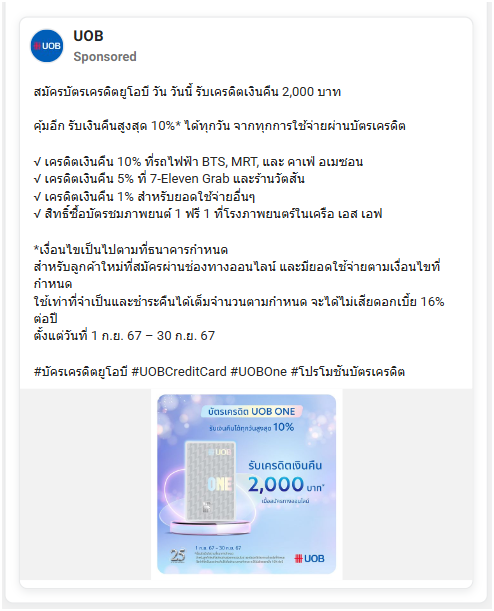 UOB
UOB
Sponsored
สมัครบัตรเครดิตยูโอบี วัน วันนี้ รับเครดิตเงินคืน 2,000 บาท
คุ้มอีก รับเงินคืนสูงสุด 10%* ได้ทุกวัน จากทุกการใช้จ่ายผ่านบัตรเครดิต
√ เครดิตเงินคืน 10% ที่รถไฟฟ้า BTS, MRT, และ คาเฟ่ อเมซอน
√ เครดิตเงินคืน 5% ที่ 7-Eleven Grab และร้านวัตสัน
√ เครดิตเงินคืน 1% สำหรับยอดใช้จ่ายอื่นๆ
√ สิทธิ์ซื้อบัตรชมภาพยนต์ 1 ฟรี 1 ที่โรงภาพยนตร์ในเครือ เอส เอฟ
*เงื่อนไขเป็นไปตามที่ธนาคารกำหนด
สำหรับลูกค้าใหม่ที่สมัครผ่านช่องทางออนไลน์ และมียอดใช้จ่ายตามเงื่อนไขที่
กำหนด
ใช้เท่าที่จำเป็นและชำระคืนได้เต็มจำนวนตามกำหนด จะได้ไม่เสียดอกเบี้ย 16%
ต่อปี
ตั้งแต่วันที่ 1 ก.ย. 67 – 30 ก.ย. 67
#บัตรเครดิตยูโอบี #UOBCreditCard #UOBOne #โปรโมชันบัตรเครดิต
บัตรเครดิต UOB ONE
รับเงินคืนได้ทุกวันสูงสุด 10%
UOB
ONE
รับเครดิตเงินคืน
2,000 บาท*
เมื่อสมัครทางออนไลน์
25
1 ก.ย. 67 – 30 ก.ย. 67
UOB